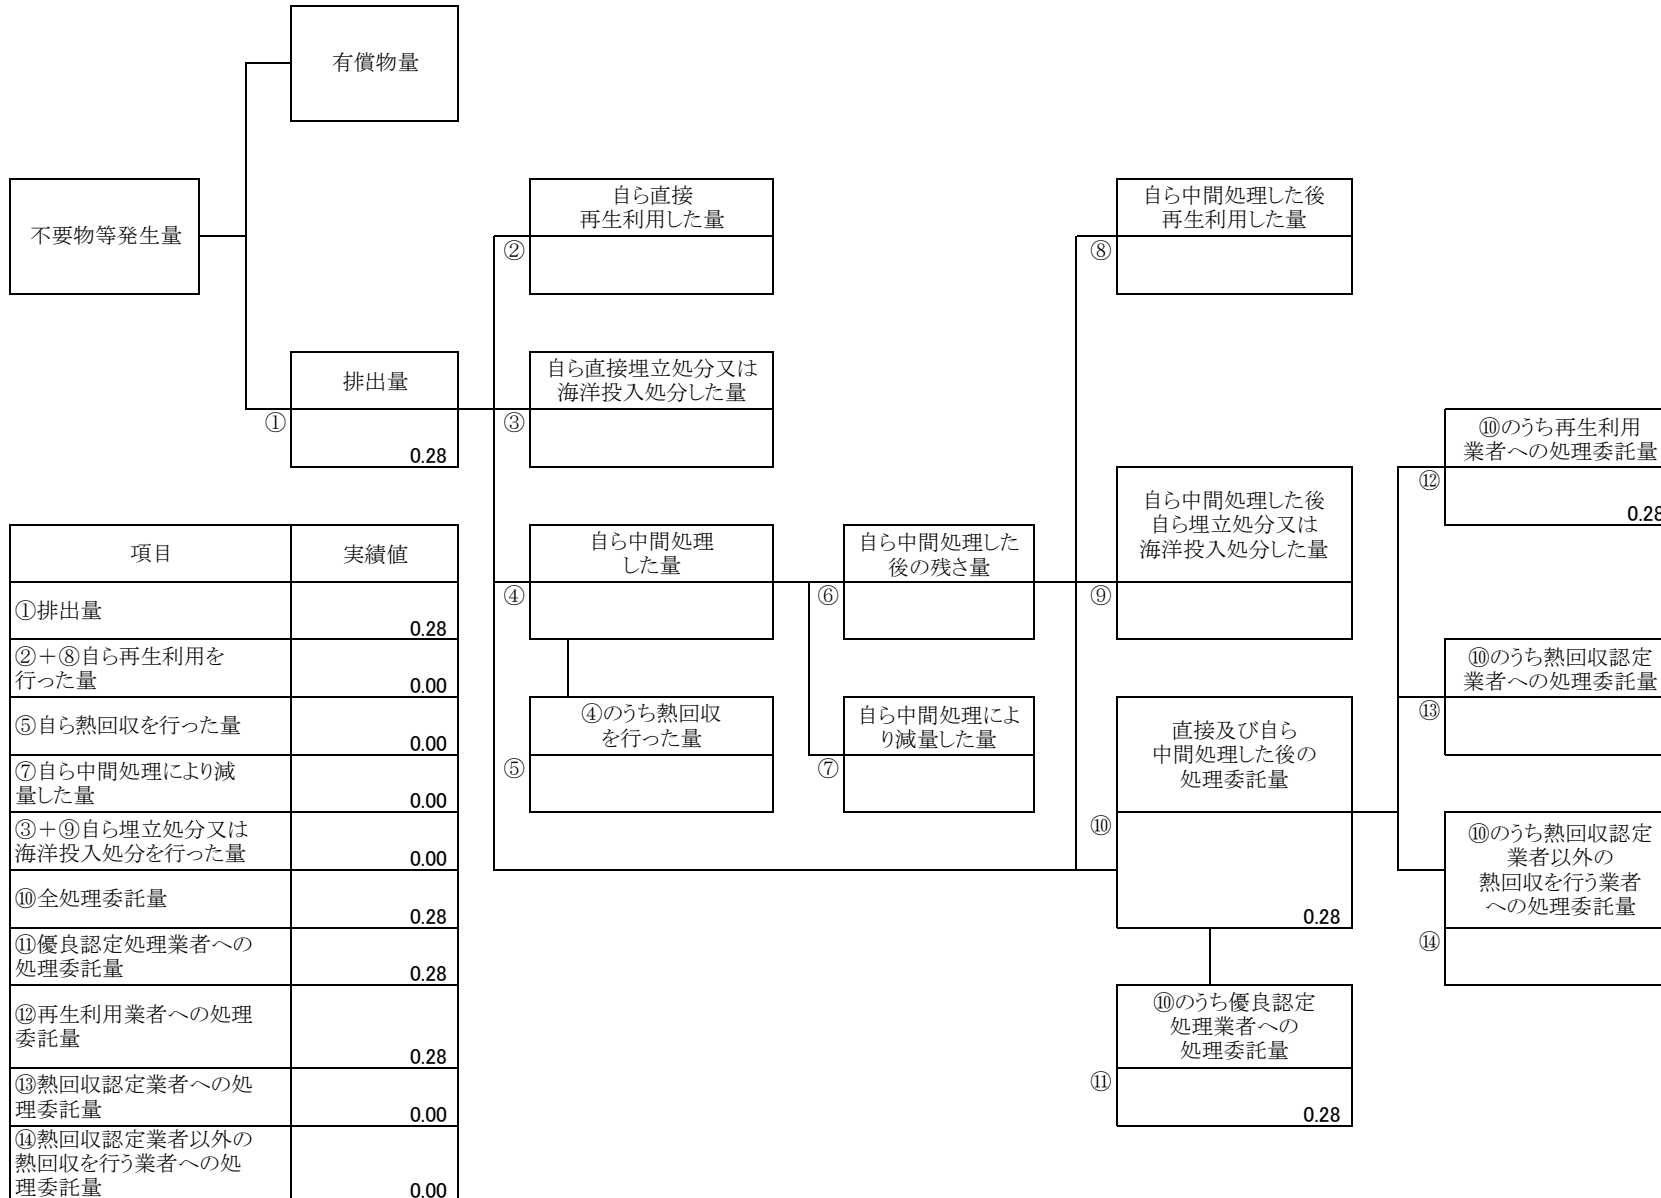 有償物量
不要物等発生量
自ら直接
再生利用した量
②
自ら中間処理した後
再生利用した量
⑧
排出量
①
0.28
自ら直接埋立処分又は
海洋投入処分した量
③
⑩のうち再生利用
業者への処理委託量
⑫
0.28
自ら中間処理した後
自ら埋立処分又は
海洋投入処分した量
⑨
自ら中間処理
した量
④
自ら中間処理した
後の残さ量
⑥
④のうち熱回収
を行った量
⑤
自ら中間処理によ
り減量した量
⑦
直接及び自ら
中間処理した後の
処理委託量
⑩
0.28
⑩のうち熱回収認定
業者への処理委託量
⑬
⑩のうち熱回収認定
業者以外の
熱回収を行う業者
への処理委託量
⑭
⑩のうち優良認定
処理業者への
処理委託量
⑪
0.28
項目 実績値
①排出量
0.28
②+⑧自ら再生利用を
行った量 0.00
⑤自ら熱回収を行った量
0.00
⑦自ら中間処理により減
量した量 0.00
③+⑨自ら埋立処分又は
海洋投入処分を行った量 0.00
⑩全処理委託量
0.28
⑪優良認定処理業者への
処理委託量 0.28
⑫再生利用業者への処理
委託量
0.28
⑬熱回収認定業者への処
理委託量 0.00
⑭熱回収認定業者以外の
熱回収を行う業者への処
理委託量 0.00